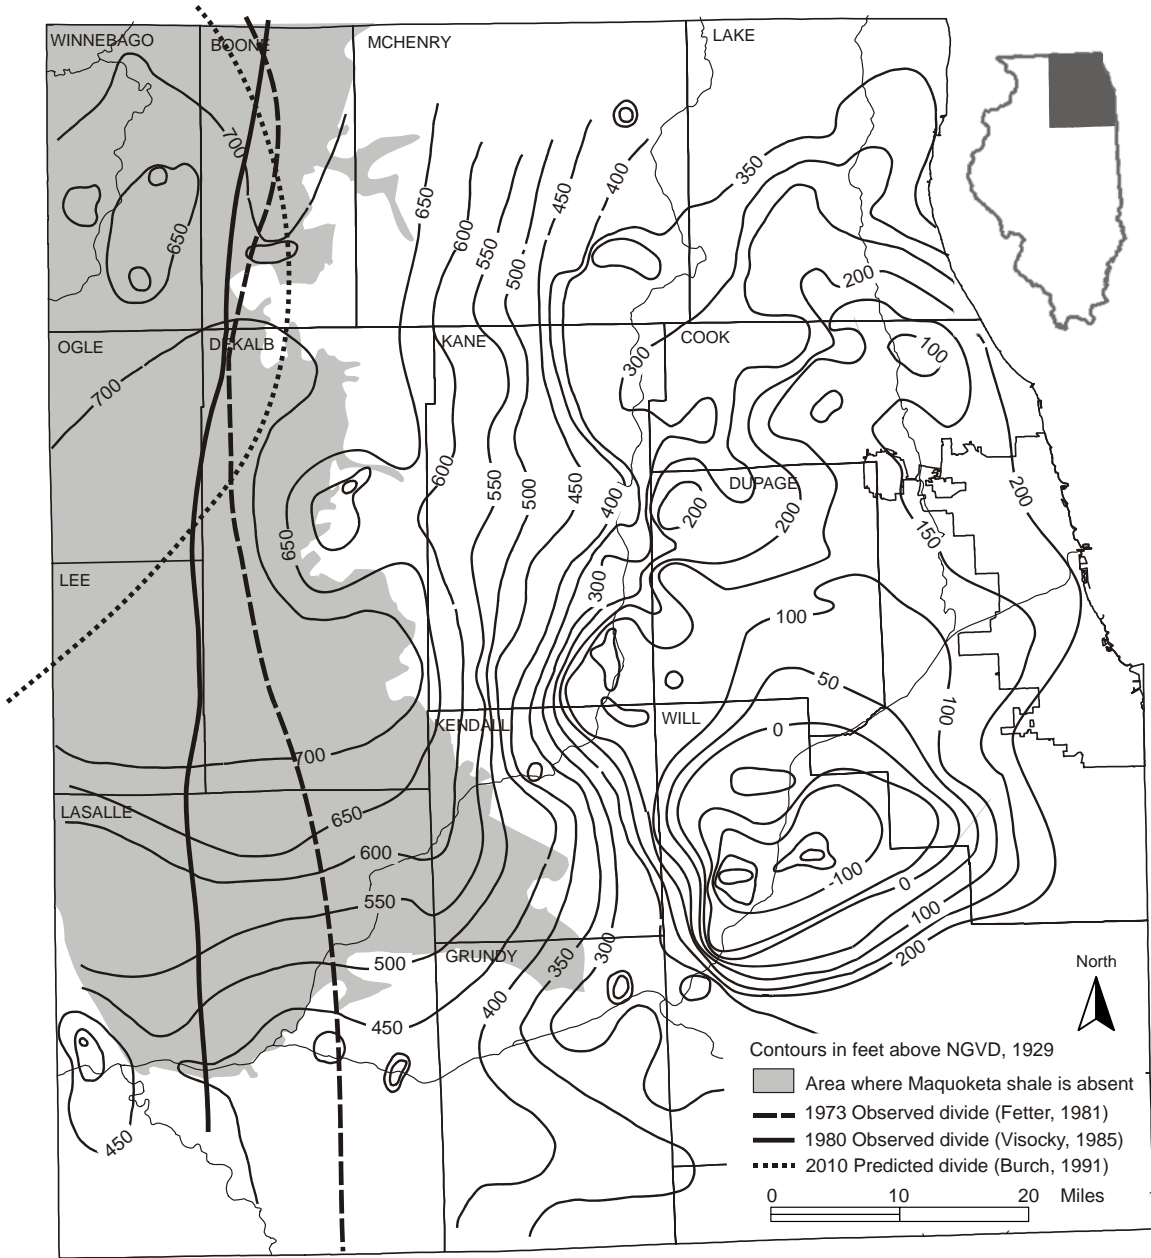 WINNEBAGO
BOONE
MCHENRY
LAKE
700
650
650
600
550
500
450
400
350
200
OGLE
DEKALB
KANE
COOK
700
300
100
600
550
500
450
400
DUPAGE
200
200
200
150
650
300
LEE
100
50
100
KENDALL
WILL
0
700
LASALLE
650
600
-100
0
550
100
200
500
GRUNDY
350
300
400
450
450
North
Contours in feet above NGVD, 1929
Area where Maquoketa shale is absent
1973 Observed divide (Fetter, 1981)
1980 Observed divide (Visocky, 1985)
2010 Predicted divide (Burch, 1991)
0 10 20 Miles